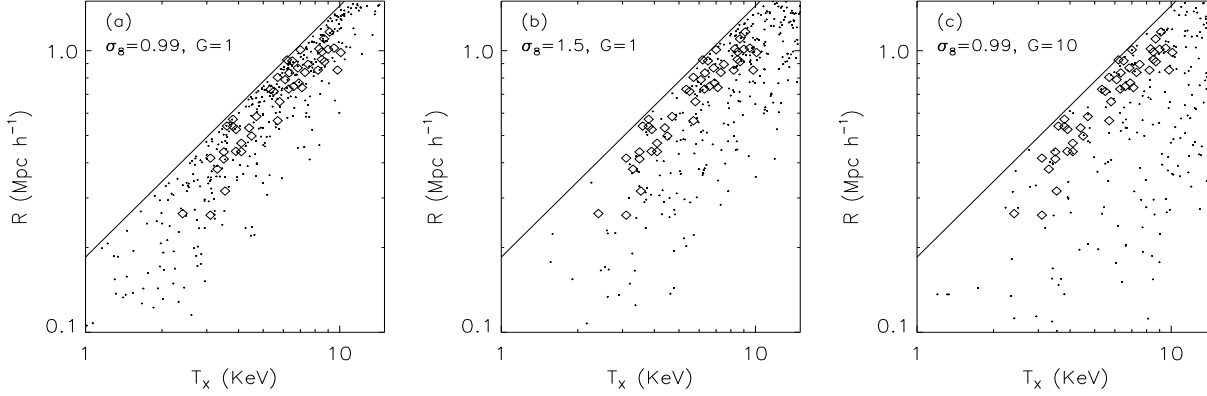 (a)
σ₈=0.99, G=1
1.0
0.1
R (Mpc h⁻¹)
1
10
Tₓ (KeV)
(b)
σ₈=1.5, G=1
1.0
0.1
R (Mpc h⁻¹)
1
10
Tₓ (KeV)
(c)
σ₈=0.99, G=10
1.0
0.1
R (Mpc h⁻¹)
1
10
Tₓ (KeV)